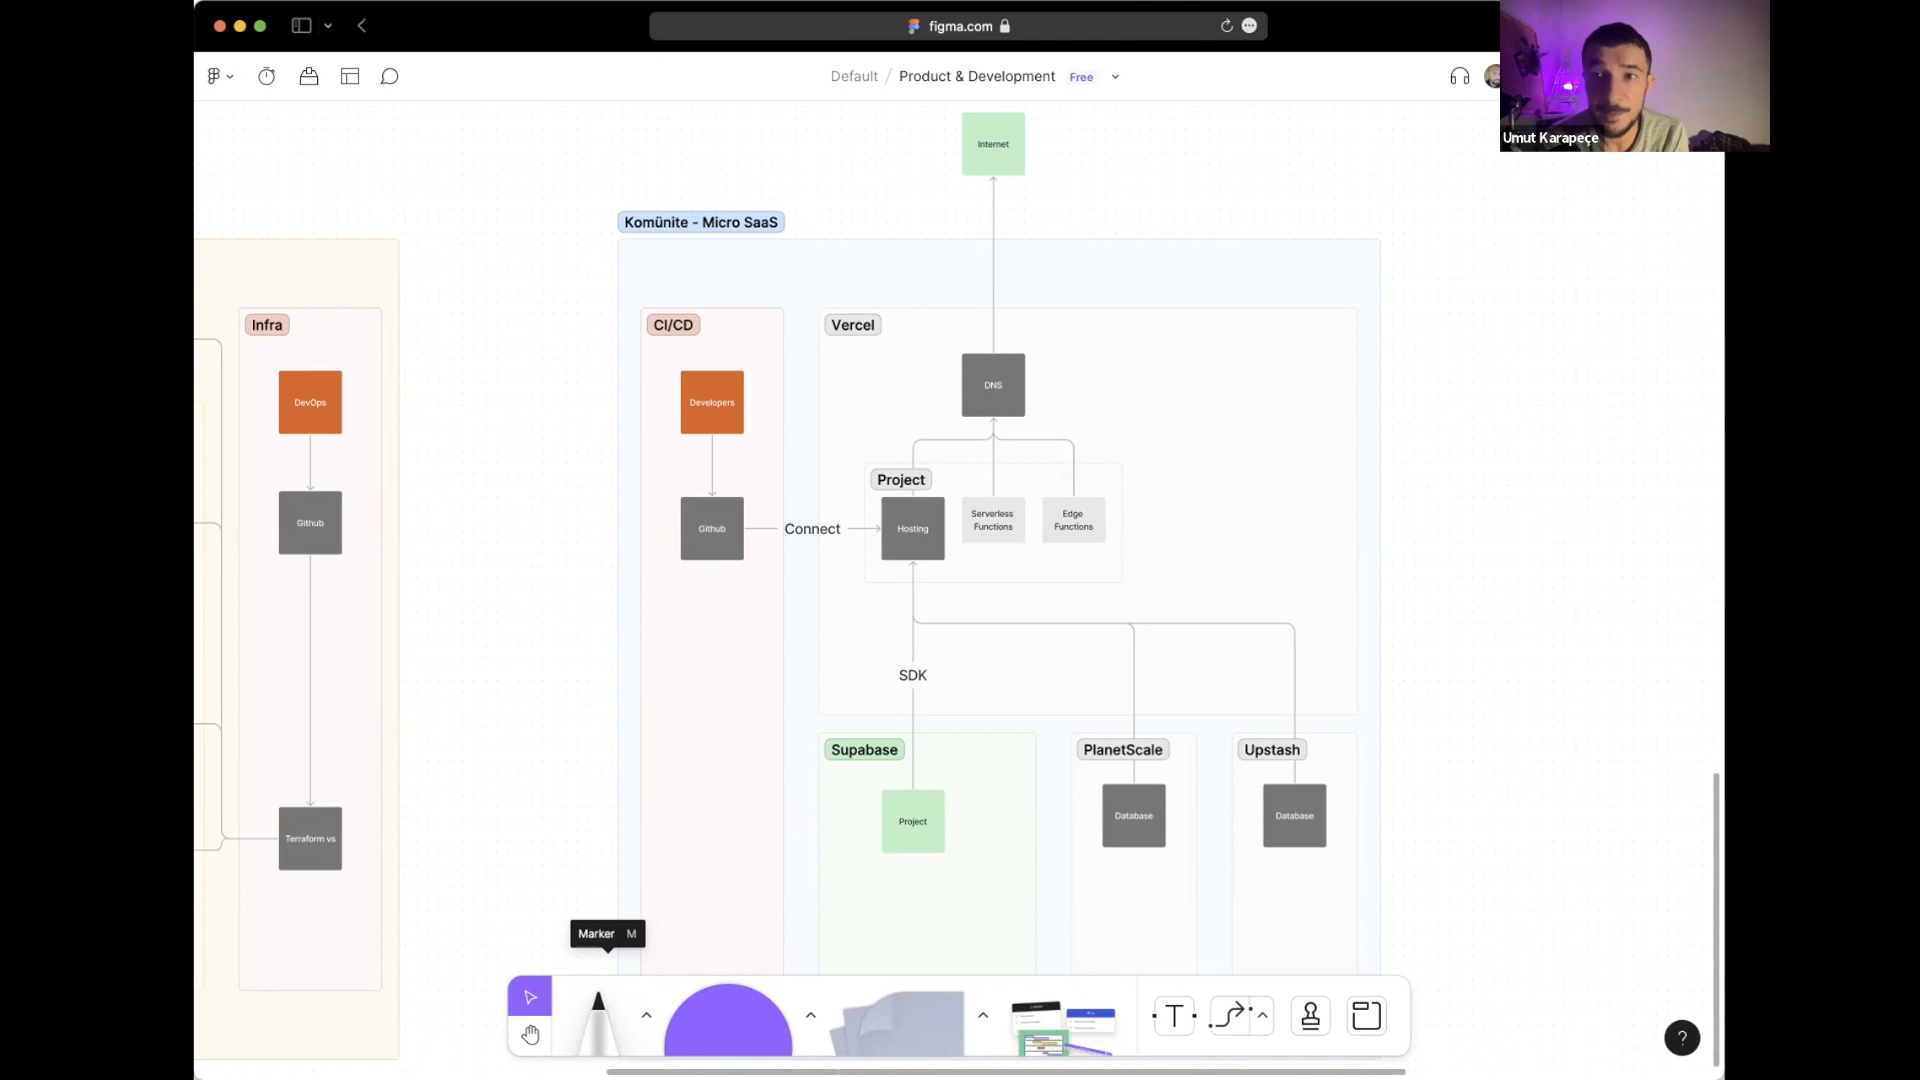 figma.com
Default / Product & Development Free
Umut Karapeçe
Internet
Komünite - Micro SaaS
Infra
CI/CD
Vercel
DevOps
Developers
DNS
Project
Github
Github
Connect
Hosting
Serverless
Functions
Edge
Functions
SDK
Supabase
PlanetScale
Upstash
Project
Database
Database
Terraform vs
Marker M
T
?